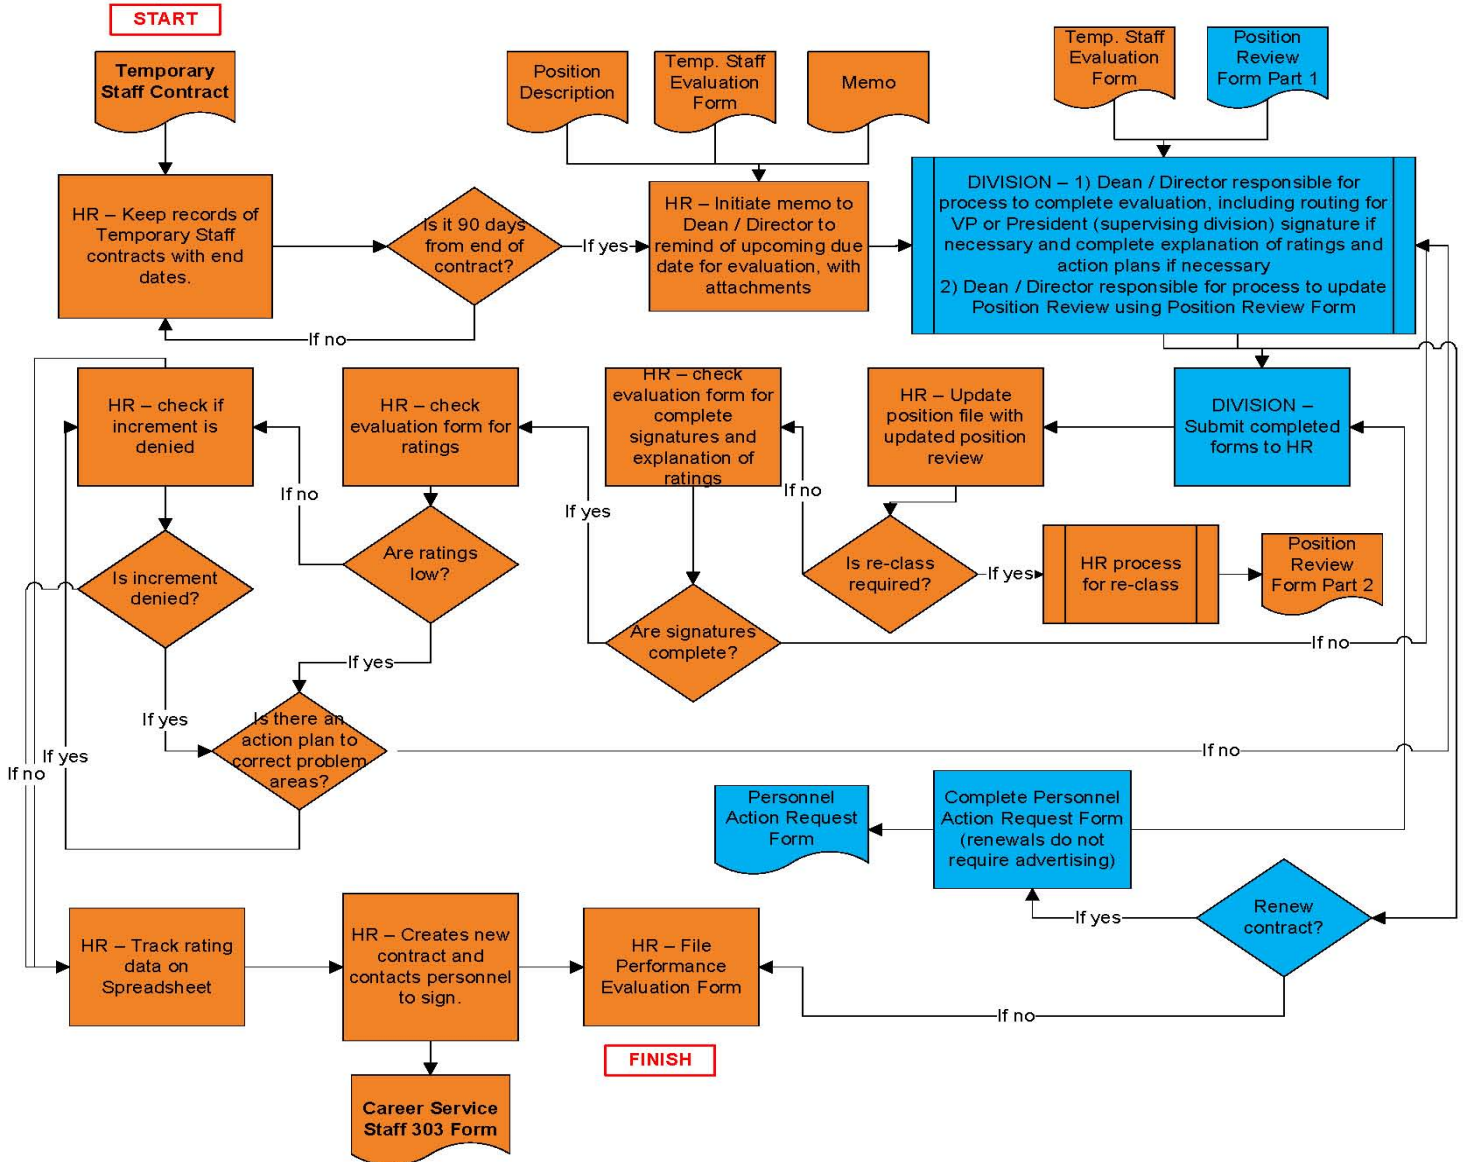 START
Temporary
Staff Contract
Position
Description
Temp. Staff
Evaluation
Form
Memo
Temp. Staff
Evaluation
Form
Position
Review
Form Part 1
HR – Keep records of
Temporary Staff
contracts with end
dates.
Is it 90 days
from end of
contract?
If yes
If no
HR – Initiate memo to
Dean / Director to
remind of upcoming due
date for evaluation, with
attachments
DIVISION – 1) Dean / Director responsible for
process to complete evaluation, including routing for
VP or President (supervising division) signature if
necessary and complete explanation of ratings and
action plans if necessary
2) Dean / Director responsible for process to update
Position Review using Position Review Form
HR – check if
increment is
denied
HR – check
evaluation form for
ratings
HR – check
evaluation form for
complete
signatures and
explanation of
ratings
HR – Update
position file with
updated position
review
DIVISION –
Submit completed
forms to HR
If no
If yes
If no
Is increment
denied?
Are ratings
low?
Is re-class
required?
If yes
HR process
for re-class
Position
Review
Form Part 2
Are signatures
complete?
If no
If yes
If yes
Is there an
action plan to
correct problem
areas?
If no
If yes
If no
Personnel
Action Request
Form
Complete Personnel
Action Request Form
(renewals do not
require advertising)
Renew
contract?
If yes
If no
HR – Track rating
data on
Spreadsheet
HR – Creates new
contract and
contacts personnel
to sign.
HR – File
Performance
Evaluation Form
FINISH
Career Service
Staff 303 Form